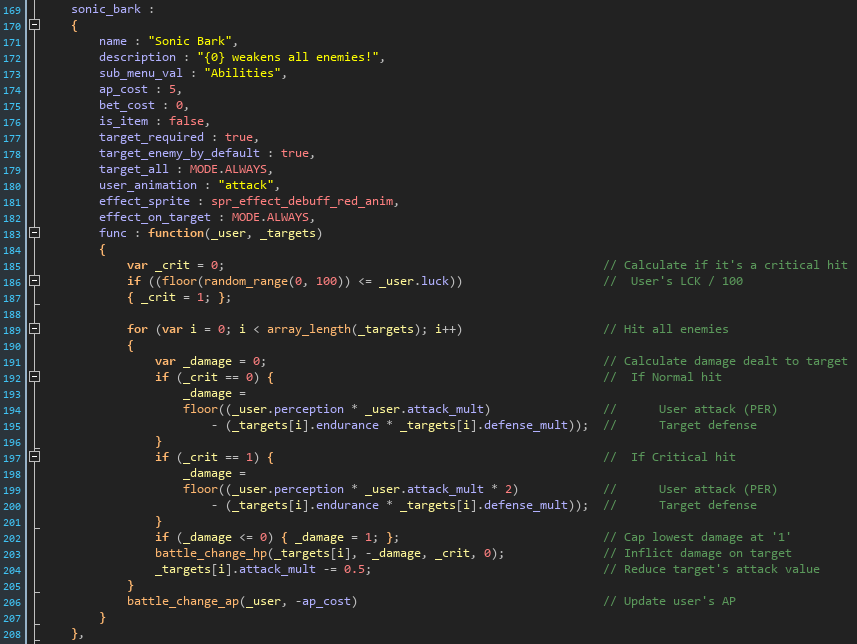 169 sonic_bark :
170 {
171 name : "Sonic Bark",
172 description : "{0} weakens all enemies!",
173 sub_menu_val : "Abilities",
174 ap_cost : 5,
175 bet_cost : 0,
176 is_item : false,
177 target_required : true,
178 target_enemy_by_default : true,
179 target_all : MODE.ALWAYS,
180 user_animation : "attack",
181 effect_sprite : spr_effect_debuff_red_anim,
182 effect_on_target : MODE.ALWAYS,
183 func : function(_user, _targets)
184 {
185 var _crit = 0; // Calculate if it's a critical hit
186 if ((floor(random_range(0, 100)) <= _user.luck)) // User's LCK / 100
187 { _crit = 1; };
188
189 for (var i = 0; i < array_length(_targets); i++) // Hit all enemies
190 {
191 var _damage = 0; // Calculate damage dealt to target
192 if (_crit == 0) { // If Normal hit
193 _damage =
194 floor((_user.perception * _user.attack_mult) // User attack (PER)
195 - (_targets[i].endurance * _targets[i].defense_mult)); // Target defense
196 }
197 if (_crit == 1) { // If Critical hit
198 _damage =
199 floor((_user.perception * _user.attack_mult * 2) // User attack (PER)
200 - (_targets[i].endurance * _targets[i].defense_mult)); // Target defense
201 }
202 if (_damage <= 0) { _damage = 1; }; // Cap lowest damage at '1'
203 battle_change_hp(_targets[i], -_damage, _crit, 0); // Inflict damage on target
204 _targets[i].attack_mult -= 0.5; // Reduce target's attack value
205 }
206 battle_change_ap(_user, -ap_cost) // Update user's AP
207 }
208 },